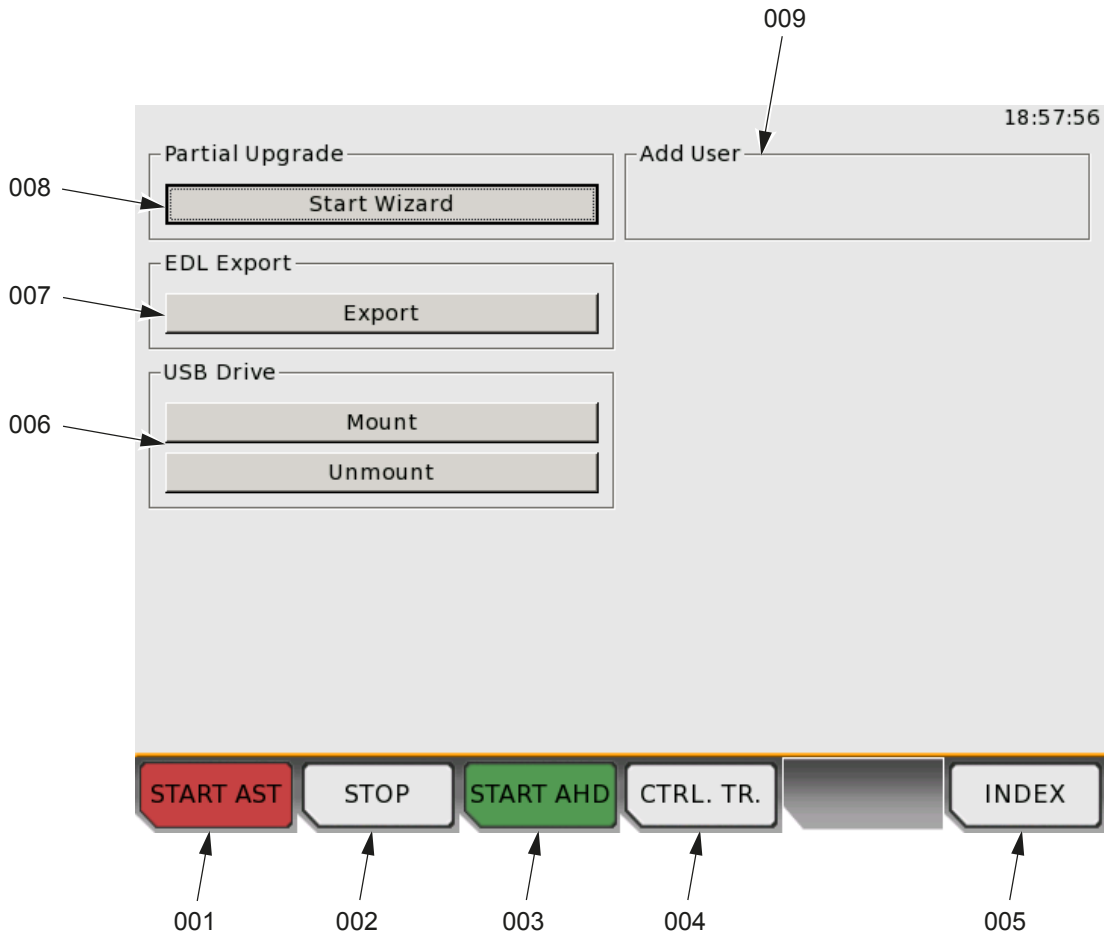 009
18:57:56
Partial Upgrade
Add User
008
Start Wizard
EDL Export
007
Export
USB Drive
006
Mount
Unmount
START AST
STOP
START AHD
CTRL. TR.
INDEX
001
002
003
004
005